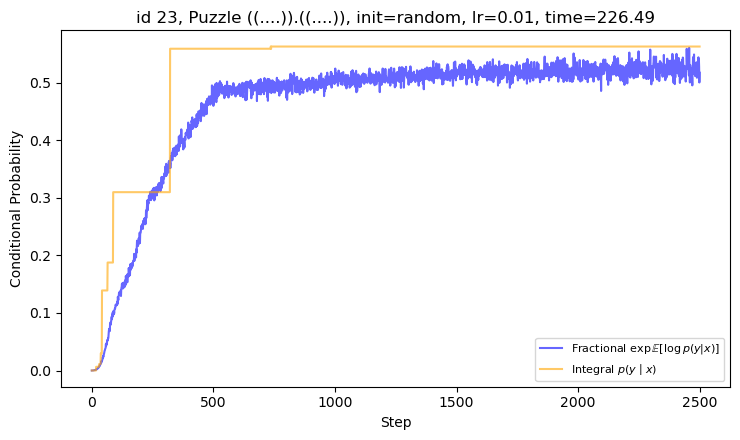 id 23, Puzzle ((....)).((....)), init=random, lr=0.01, time=226.49
Conditional Probability
0.5
0.4
0.3
0.2
0.1
0.0
Fractional exp𝔼[log p(y|x)]
Integral p(y | x)
0
500
1000
1500
2000
2500
Step